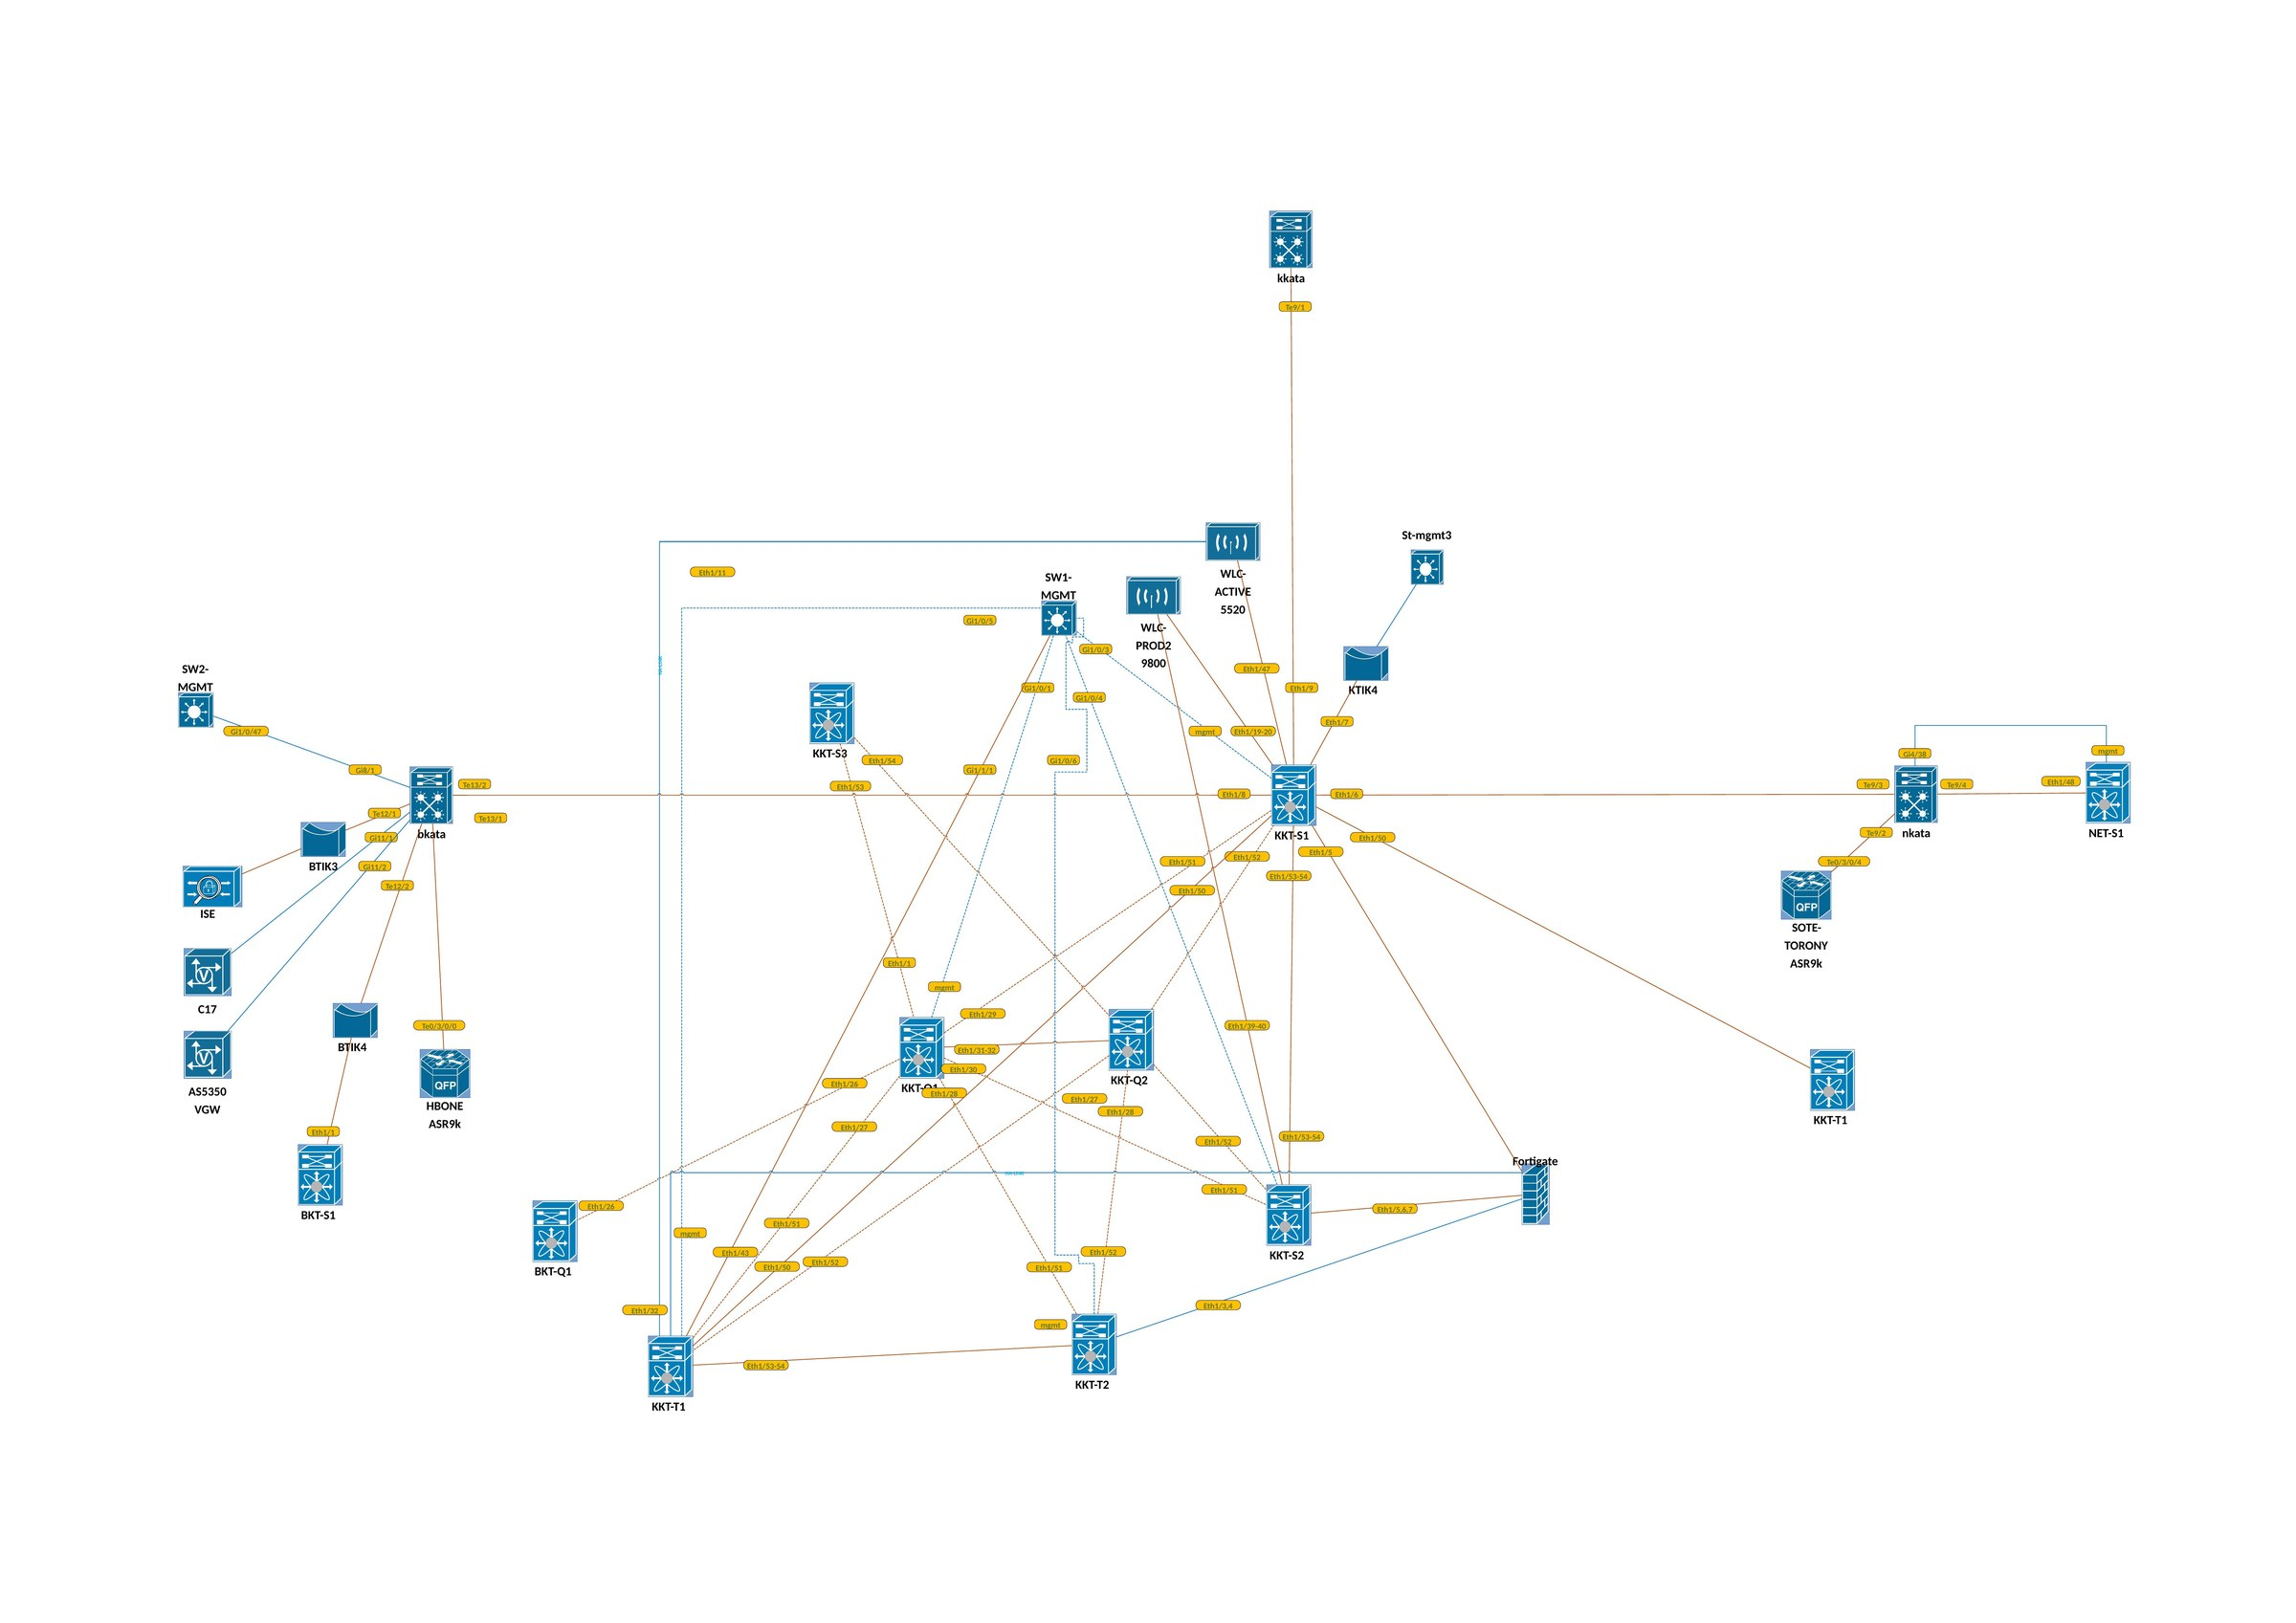 kkata
Te9/1
St-mgmt3
WLC-
ACTIVE
5520
Eth1/11
SW1-
MGMT
Gi1/0/5
WLC-
PROD2
9800
Gi1/0/3
SW2-
MGMT
Eth1/47
Gi1/0/1
Eth1/9
KTIK4
Gi1/0/4
Eth1/7
Gi1/0/47
mgmt
Eth1/19-20
KKT-S3
Eth1/54
Gi1/0/6
Gi4/38
mgmt
Gi8/1
Gi1/1/1
Te13/2
Eth1/53
Eth1/8
Eth1/6
Te9/3
Te9/4
Eth1/48
Te12/1
Te13/1
bkata
KKT-S1
nkata
NET-S1
Gi11/1
Eth1/50
Te9/2
BTIK3
Gi11/2
Eth1/51
Eth1/52
Eth1/5
Te0/3/0/4
Te12/2
Eth1/50
Eth1/53-54
ISE
QFP
SOTE-
TORONY
ASR9k
Eth1/1
V
C17
mgmt
Eth1/29
Te0/3/0/0
Eth1/39-40
BTIK4
Eth1/31-32
V
Eth1/30
KKT-Q1
KKT-Q2
QFP
Eth1/26
Eth1/28
AS5350
VGW
HBONE
ASR9k
Eth1/27
Eth1/28
KKT-T1
Eth1/1
Eth1/27
Eth1/52
Eth1/53-54
Fortigate
Eth1/51
BKT-S1
Eth1/26
Eth1/5,6,7
Eth1/51
mgmt
Eth1/43
Eth1/52
KKT-S2
BKT-Q1
Eth1/50
Eth1/52
Eth1/51
Eth1/32
Eth1/3,4
mgmt
Eth1/53-54
KKT-T2
KKT-T1